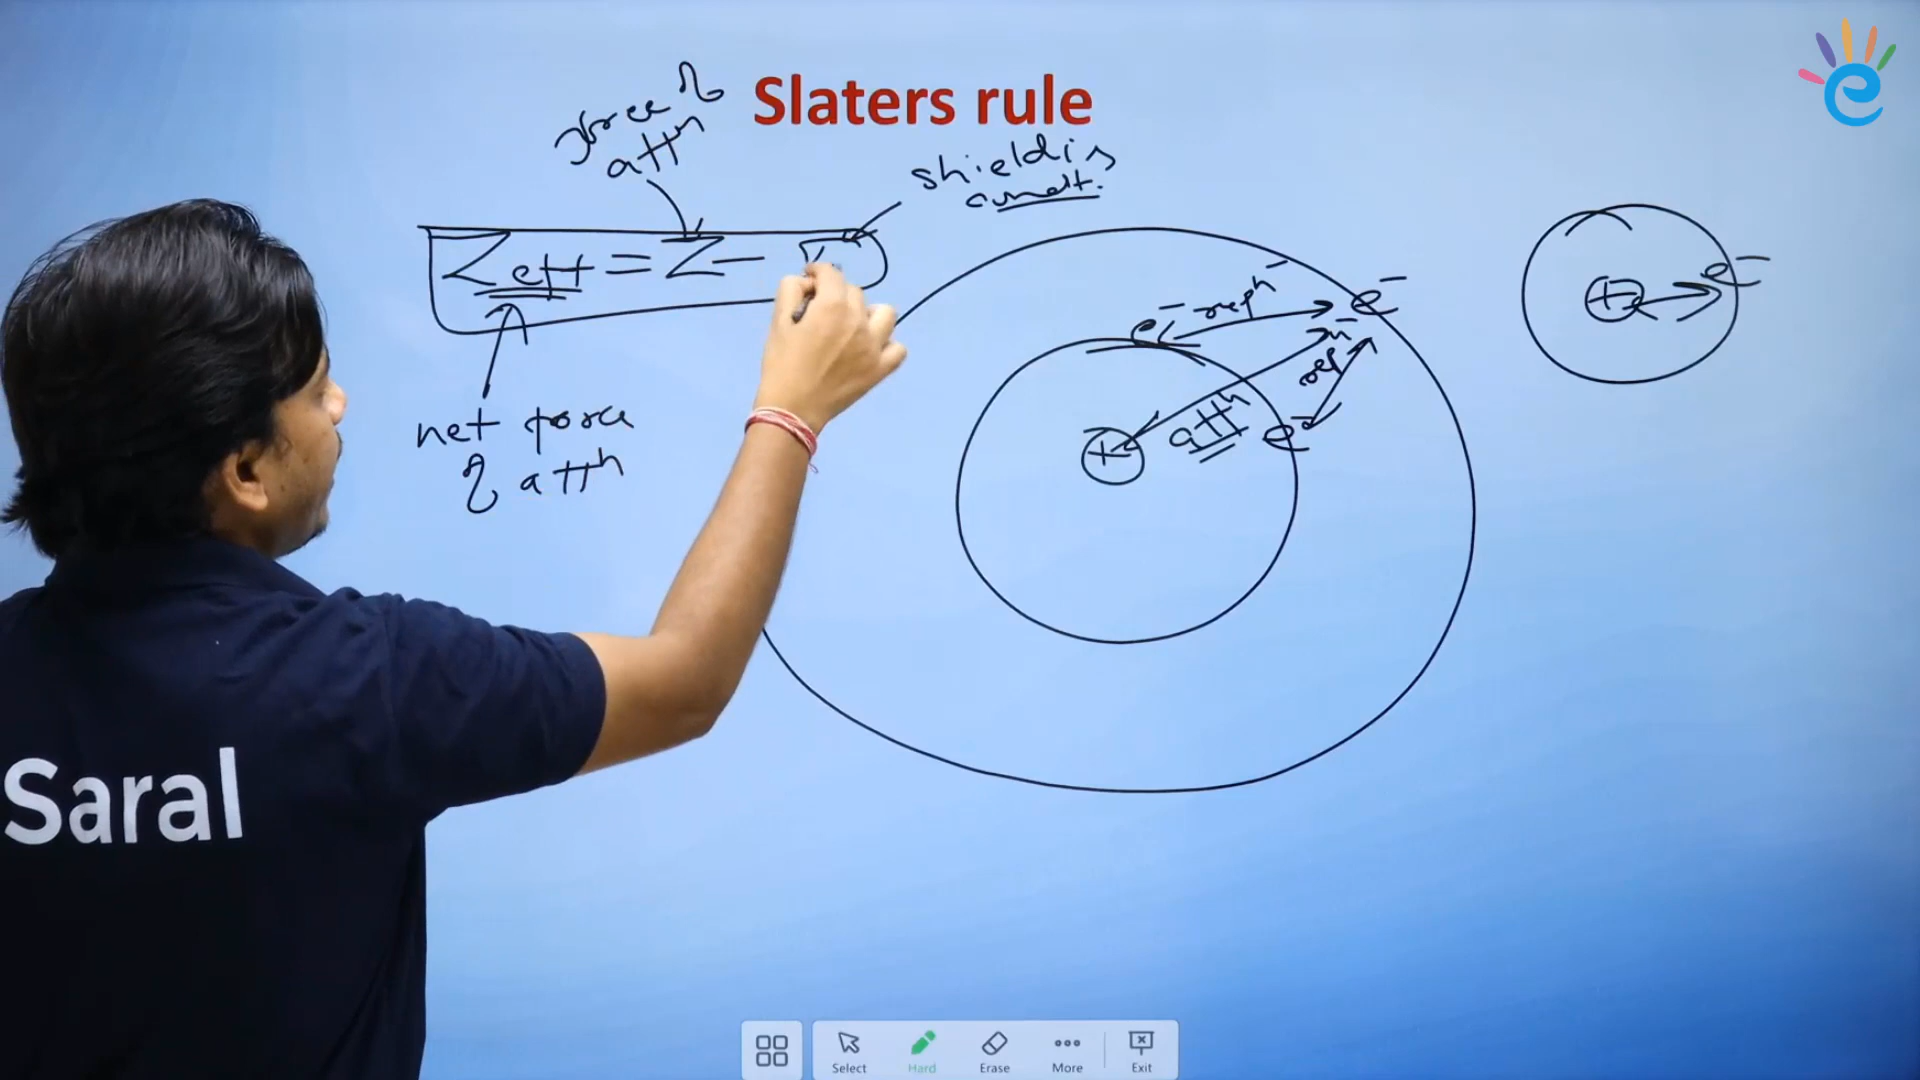 Slaters rule
force of
attn
shielding
const.
Zeff = Z - σ
net force
of attn
e- repn e-
+ attn repn e-
+ e-
Saral
e
Select Hard Erase More Exit